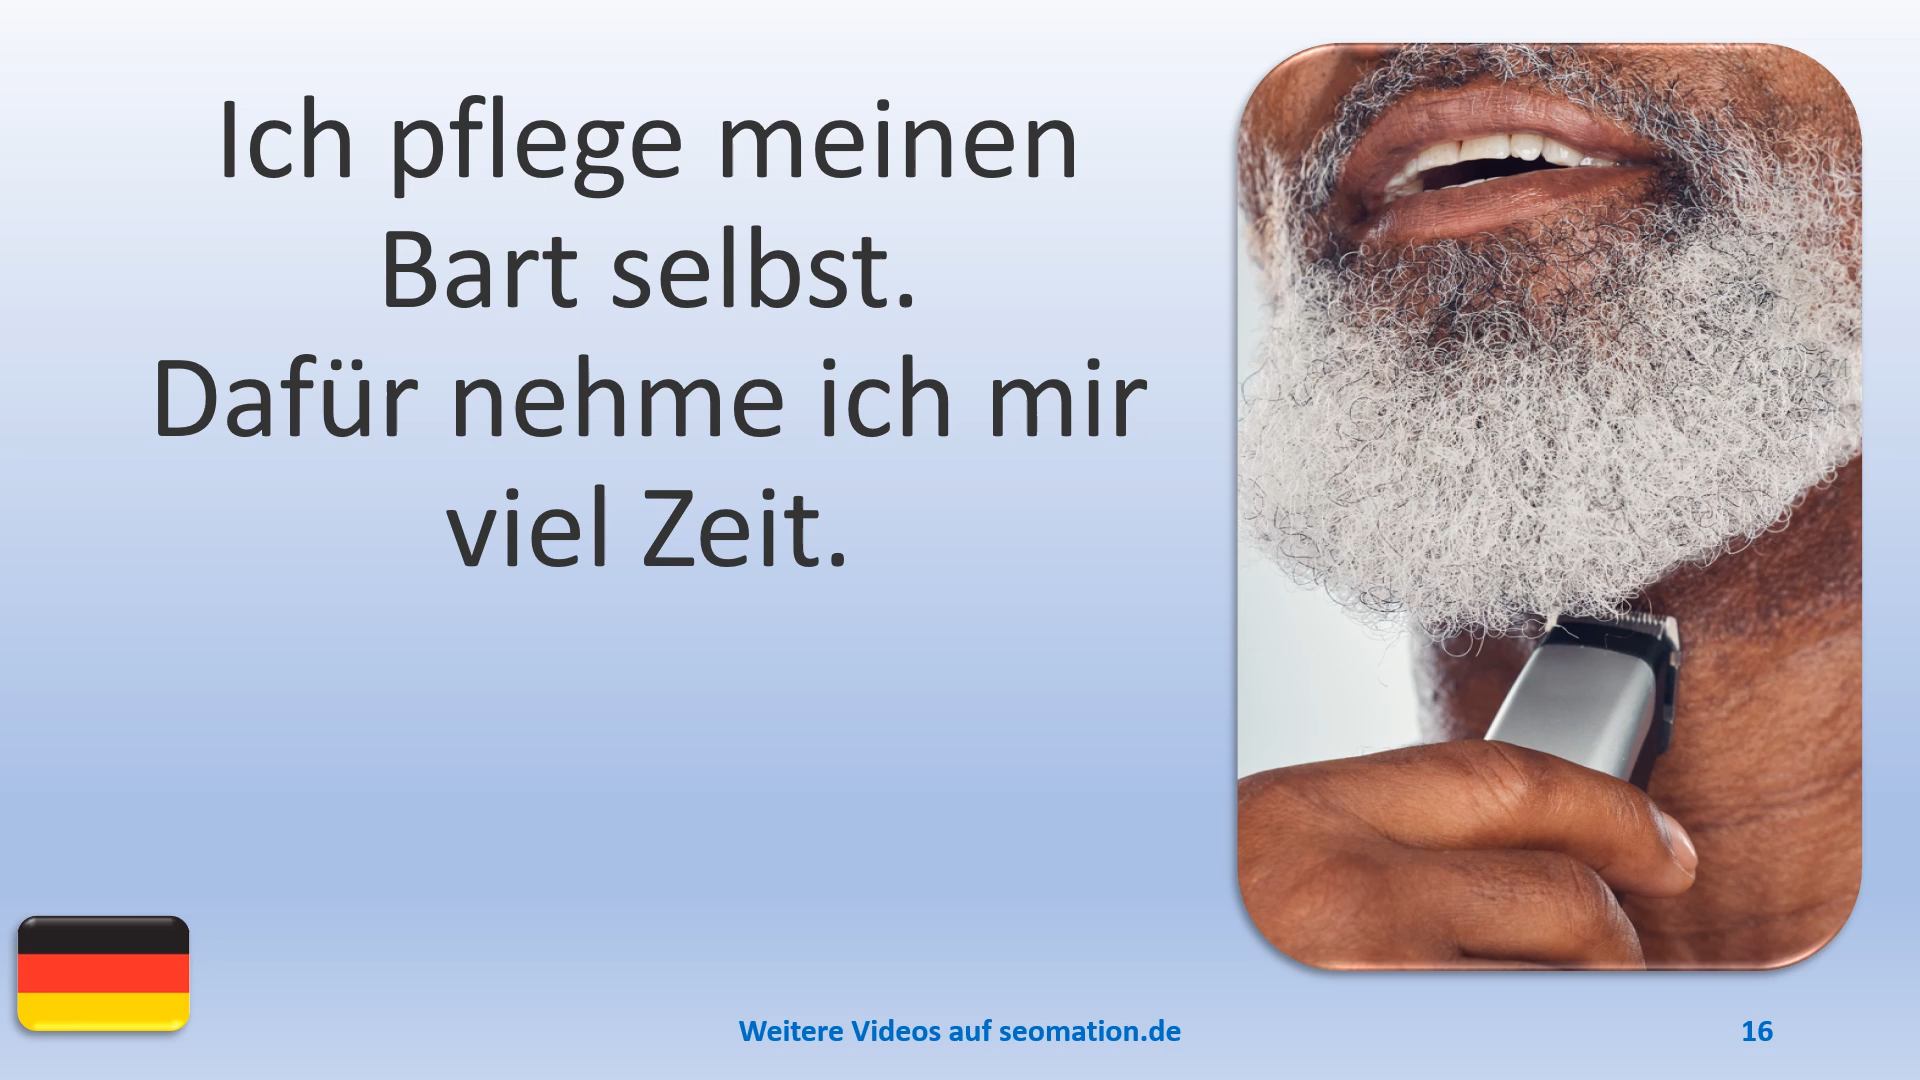 Ich pflege meinen
Bart selbst.
Dafür nehme ich mir
viel Zeit.
Weitere Videos auf seomation.de
16